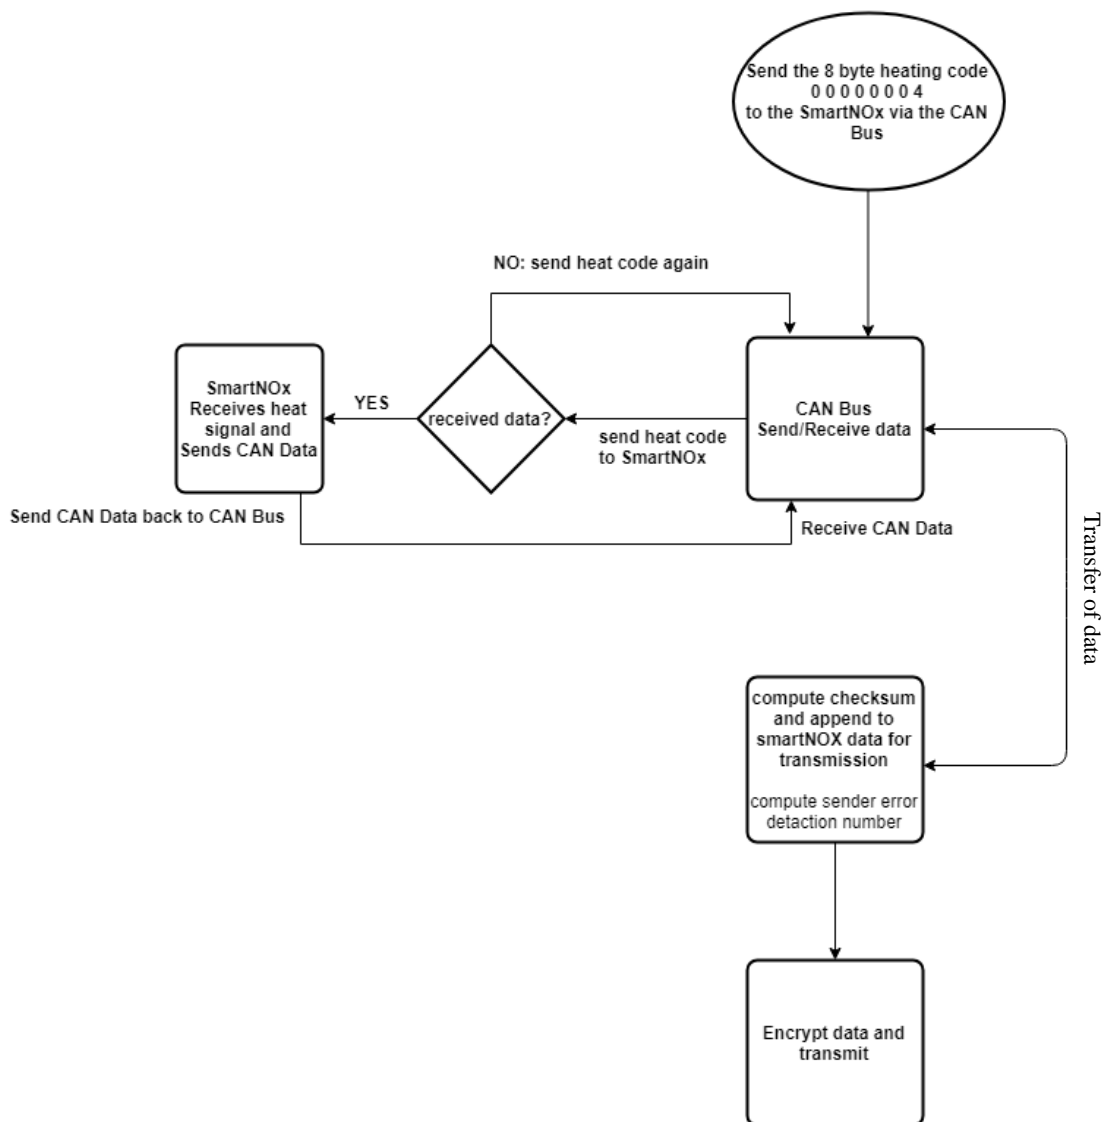 Send the 8 byte heating code
0 0 0 0 0 0 0 4
to the SmartNOx via the CAN
Bus
NO: send heat code again
SmartNOx
Receives heat
signal and
Sends CAN Data
YES
received data?
send heat code
to SmartNOx
CAN Bus
Send/Receive data
Send CAN Data back to CAN Bus
Receive CAN Data
Transfer of data
compute checksum
and append to
smartNOX data for
transmission
compute sender error
detaction number
Encrypt data and
transmit